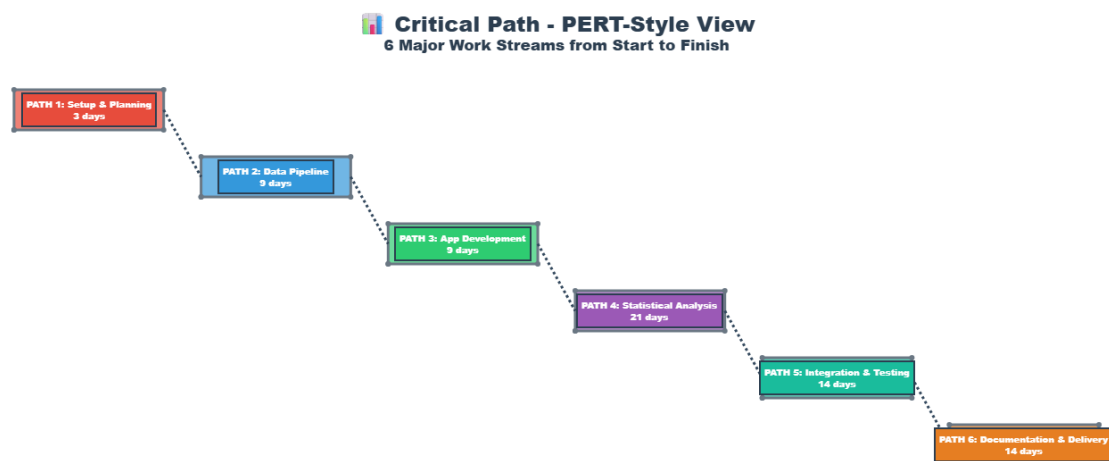 Critical Path - PERT-Style View
6 Major Work Streams from Start to Finish
PATH 1: Setup & Planning
3 days
PATH 2: Data Pipeline
9 days
PATH 3: App Development
9 days
PATH 4: Statistical Analysis
21 days
PATH 5: Integration & Testing
14 days
PATH 6: Documentation & Delivery
14 days